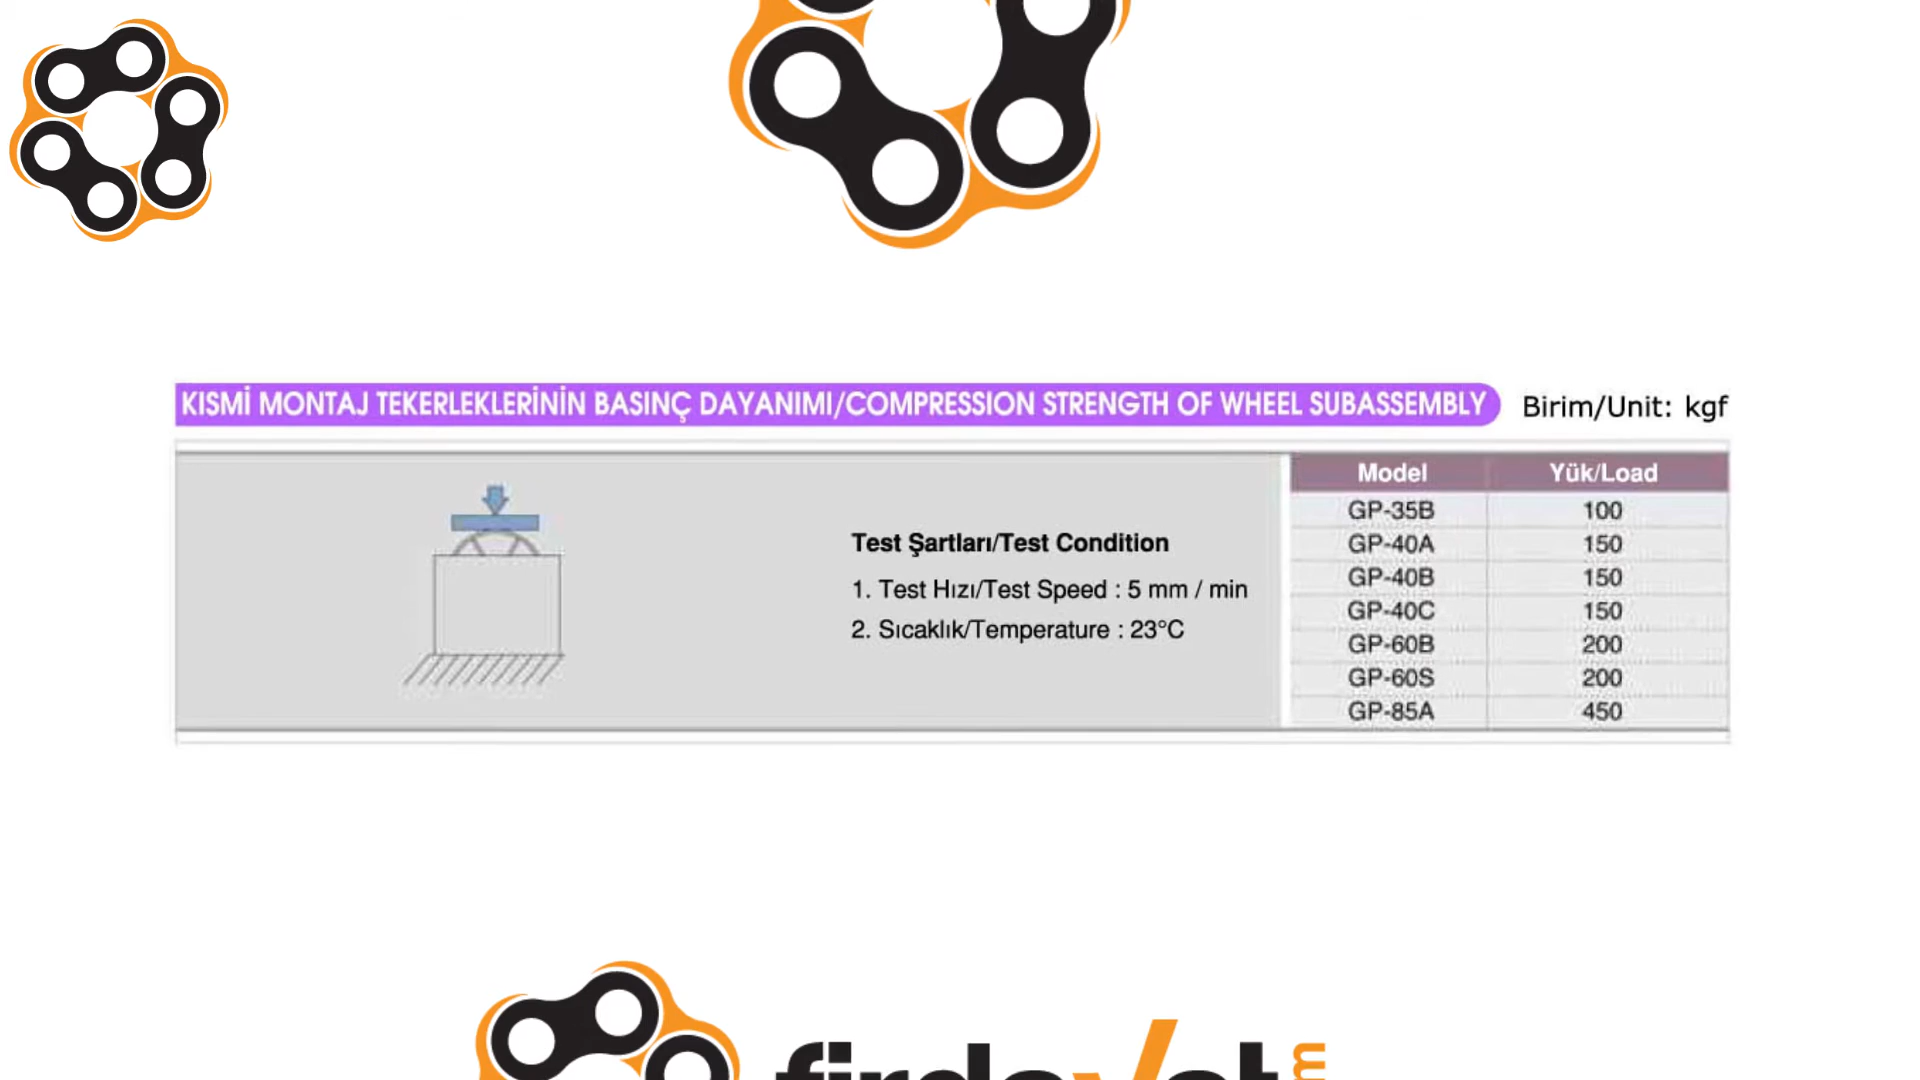 KISMİ MONTAJ TEKERLEKLERİNİN BASINÇ DAYANIMI/COMPRESSION STRENGTH OF WHEEL SUBASSEMBLY Birim/Unit: kgf
Test Şartları/Test Condition
1. Test Hızı/Test Speed : 5 mm / min
2. Sıcaklık/Temperature : 23°C
Model Yük/Load
GP-35B 100
GP-40A 150
GP-40B 150
GP-40C 150
GP-60B 200
GP-60S 200
GP-85A 450